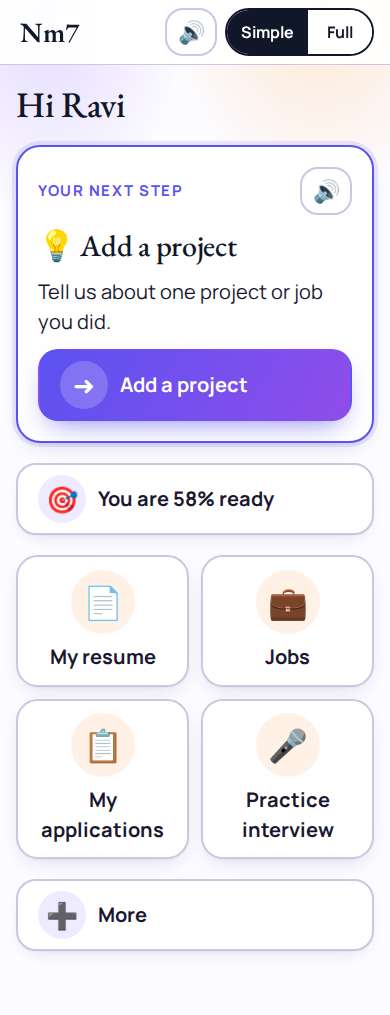 Nm7
Simple
Full
Hi Ravi
YOUR NEXT STEP
Add a project
Tell us about one project or job
you did.
Add a project
You are 58% ready
My resume
Jobs
My
applications
Practice
interview
More